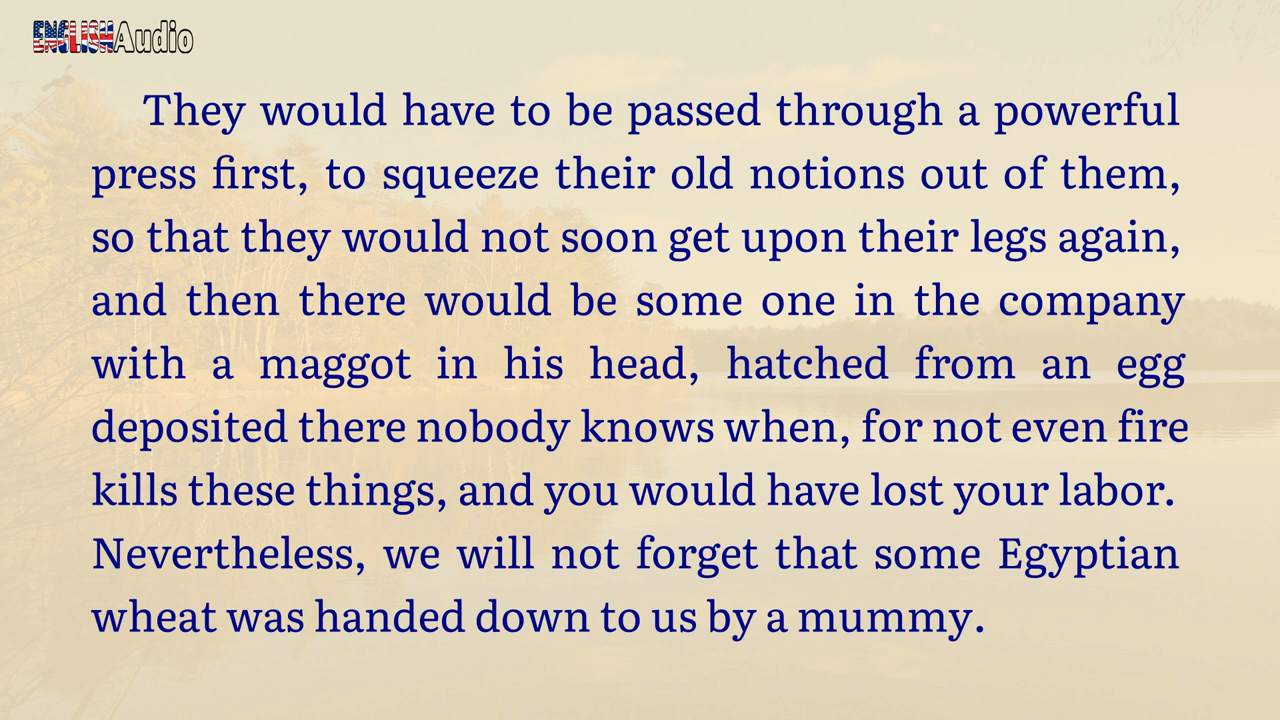 ENGLISHAudio
They would have to be passed through a powerful
press first, to squeeze their old notions out of them,
so that they would not soon get upon their legs again,
and then there would be some one in the company
with a maggot in his head, hatched from an egg
deposited there nobody knows when, for not even fire
kills these things, and you would have lost your labor.
Nevertheless, we will not forget that some Egyptian
wheat was handed down to us by a mummy.